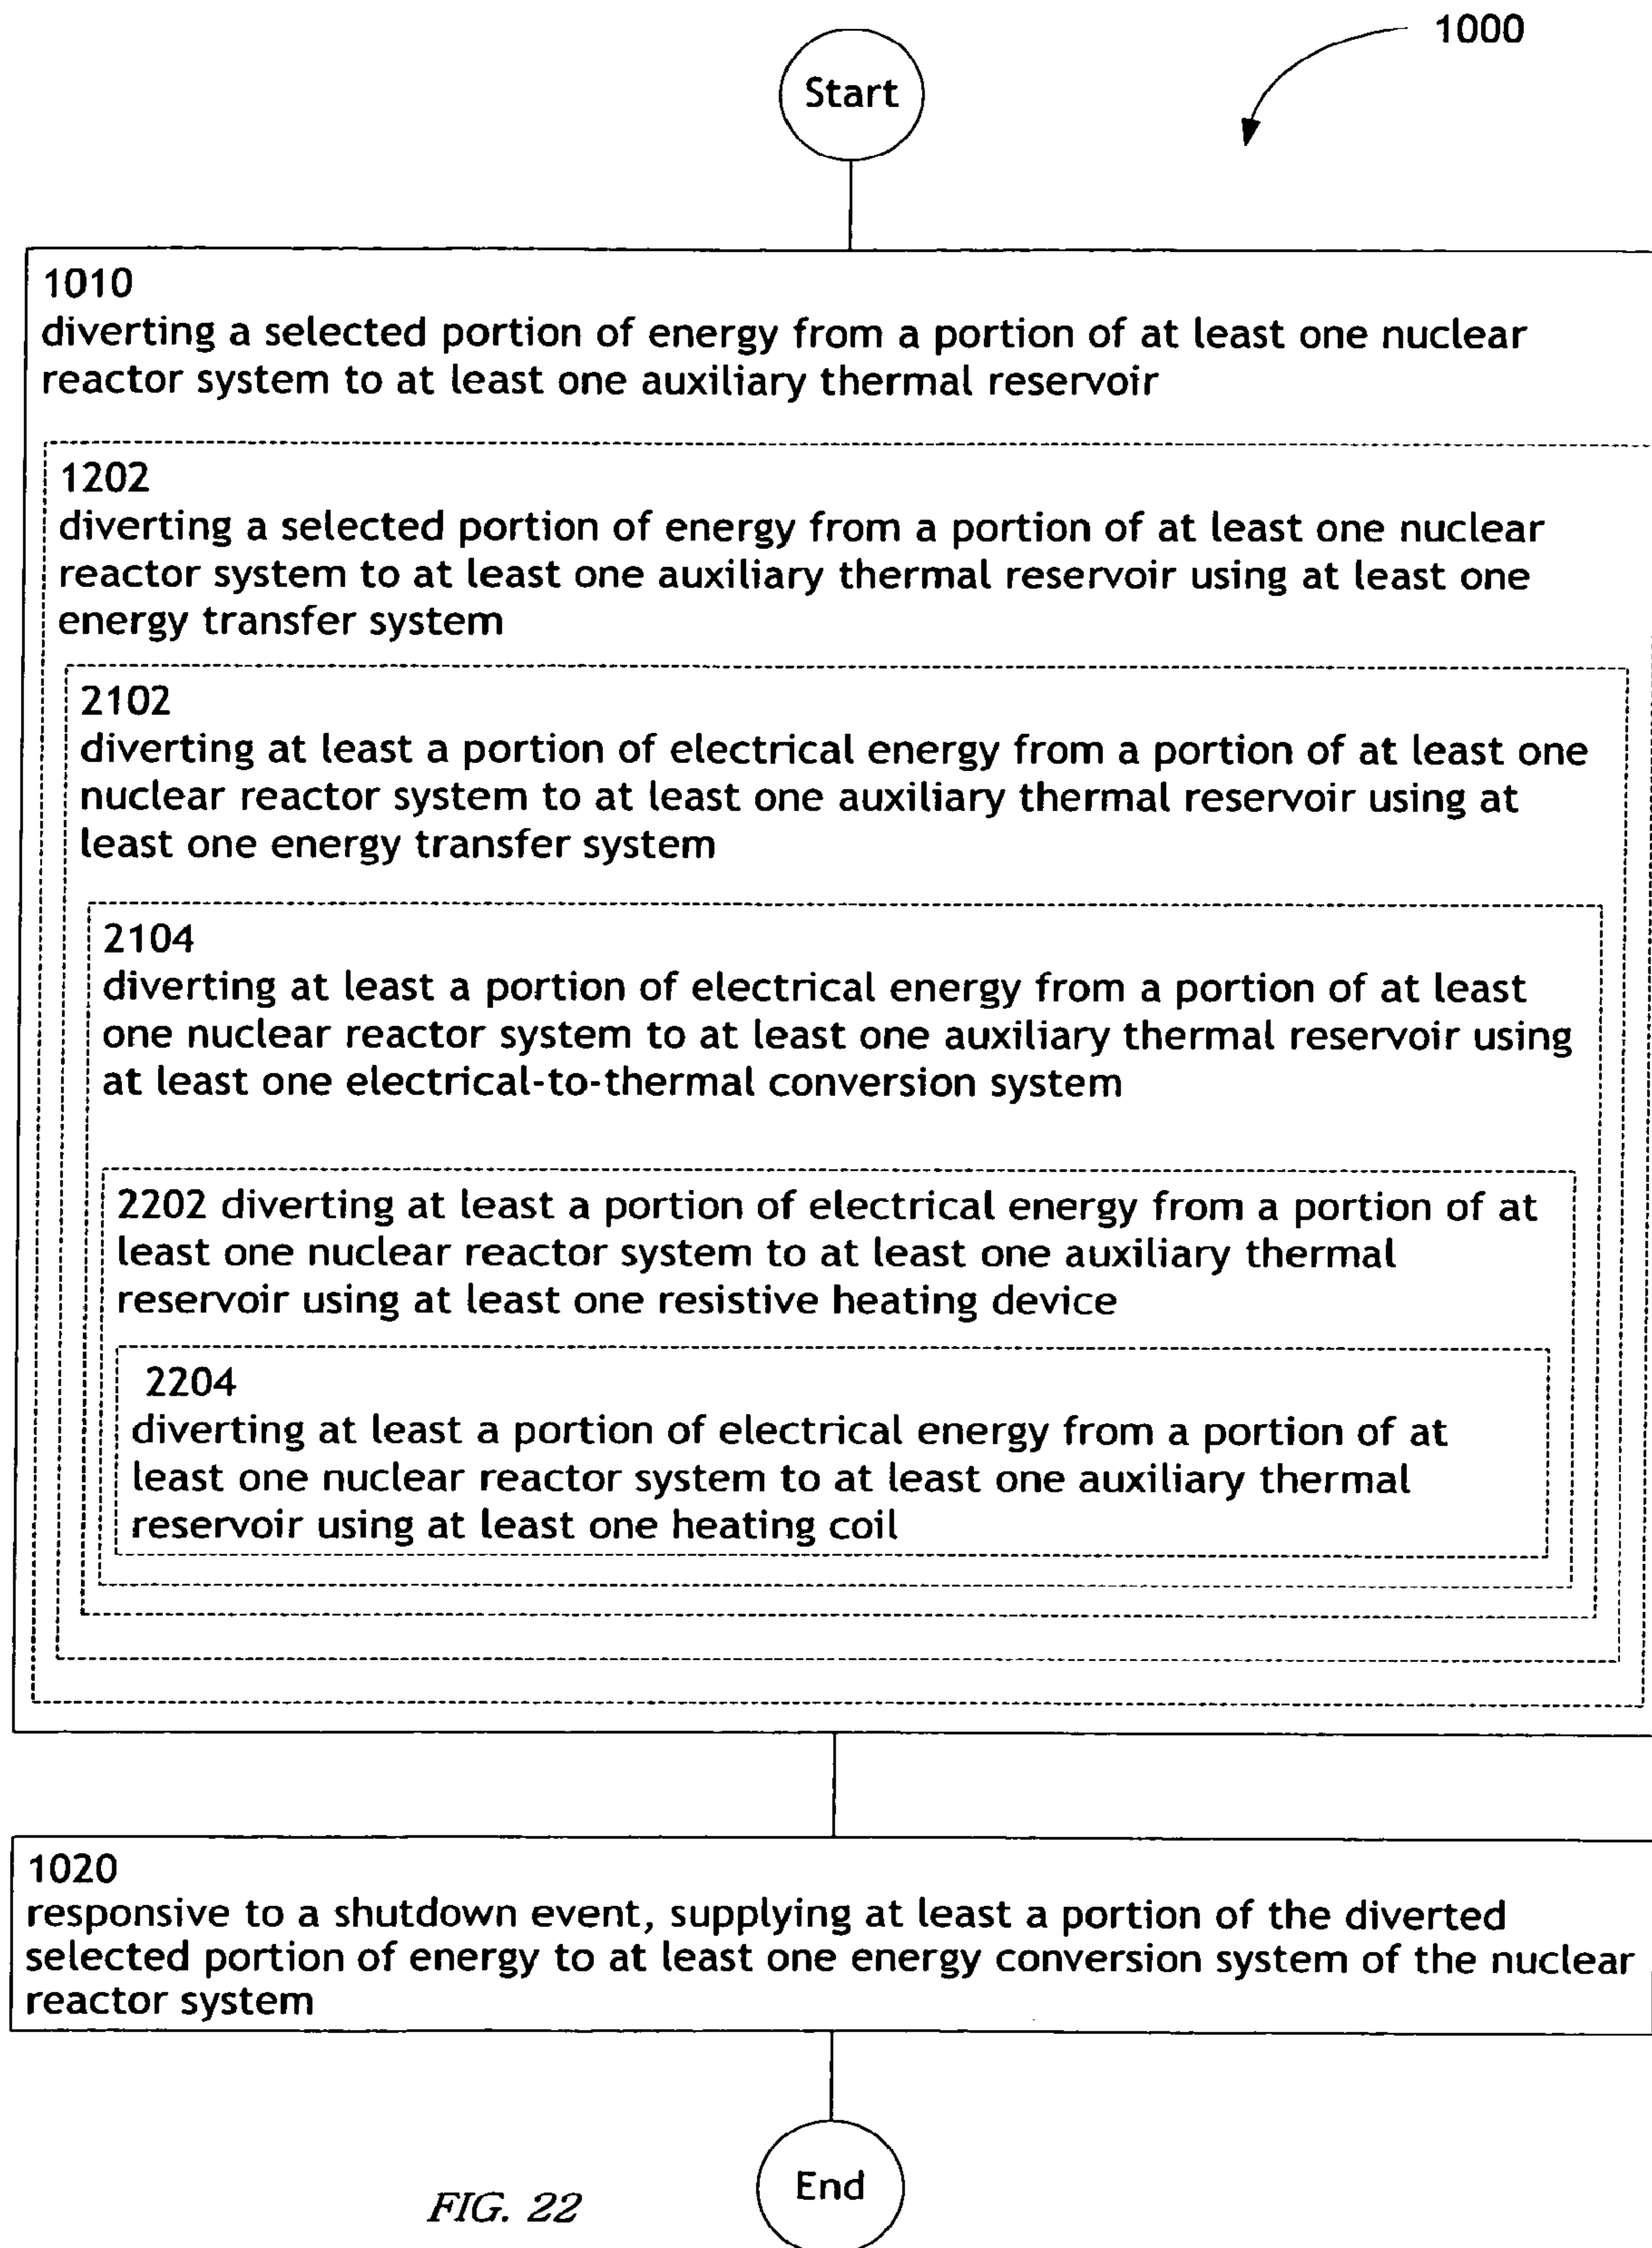 1000
Start
1010
diverting a selected portion of energy from a portion of at least one nuclear
reactor system to at least one auxiliary thermal reservoir
1202
diverting a selected portion of energy from a portion of at least one nuclear
reactor system to at least one auxiliary thermal reservoir using at least one
energy transfer system
2102
diverting at least a portion of electrical energy from a portion of at least one
nuclear reactor system to at least one auxiliary thermal reservoir using at
least one energy transfer system
2104
diverting at least a portion of electrical energy from a portion of at least
one nuclear reactor system to at least one auxiliary thermal reservoir using
at least one electrical-to-thermal conversion system
2202 diverting at least a portion of electrical energy from a portion of at
least one nuclear reactor system to at least one auxiliary thermal
reservoir using at least one resistive heating device
2204
diverting at least a portion of electrical energy from a portion of at
least one nuclear reactor system to at least one auxiliary thermal
reservoir using at least one heating coil
1020
responsive to a shutdown event, supplying at least a portion of the diverted
selected portion of energy to at least one energy conversion system of the nuclear
reactor system
End
FIG. 22